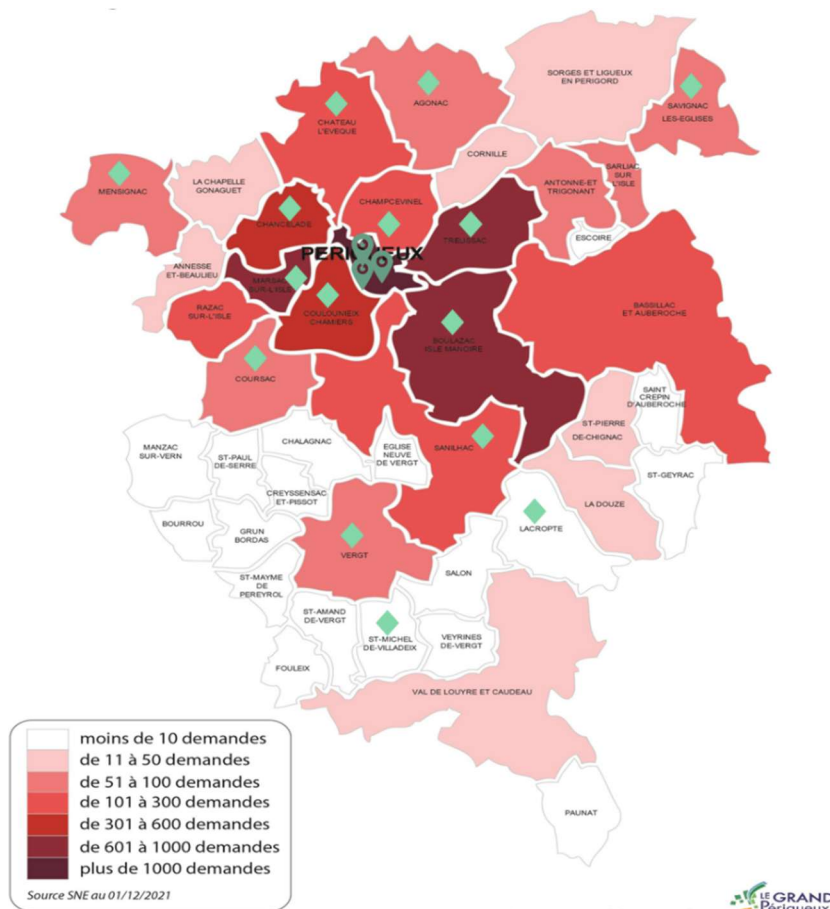 SORGES ET LIGUEUX
EN PERIGORD
AGONAC
SAVIGNAC
LES-EGLISES
CHATEAU
L'EVEQUE
CORNILLE
SARLIAC
SUR
L'ISLE
MENSIGNAC
LA CHAPELLE
GONAGUET
ANTONNE-ET
TRIGONANT
CHAMPCEVINEL
CHANCELADE
ESCOIRE
TRELISSAC
PERIGUEUX
ANNESSE
ET-BEAULIEU
MARSAC
SUR-L'ISLE
RAZAC
SUR-L'ISLE
COULOUNIEIX
CHAMIERS
BASSILLAC
ET AUBEROCHE
BOULAZAC
ISLE MANOIRE
COURSAC
SAINT
CREPIN
D'AUBEROCHE
ST-PIERRE
DE-CHIGNAC
MANZAC
SUR-VERN
CHALAGNAC
EGLISE
NEUVE
DE VERGT
SANILHAC
ST-PAUL
DE-SERRE
ST-GEYRAC
CREYSSENSAC
ET-PISSOT
LA DOUZE
BOURROU
GRUN
BORDAS
LACROPTE
VERGT
SALON
ST-MAYME
DE
PEREYROL
ST-AMAND
DE-VERGT
ST-MICHEL
DE-VILLADEIX
VEYRINES
DE-VERGT
FOULEIX
VAL DE LOUYRE ET CAUDEAU
PAUNAT
moins de 10 demandes
de 11 à 50 demandes
de 51 à 100 demandes
de 101 à 300 demandes
de 301 à 600 demandes
de 601 à 1000 demandes
plus de 1000 demandes
Source SNE au 01/12/2021
LE GRAND
Périgueux